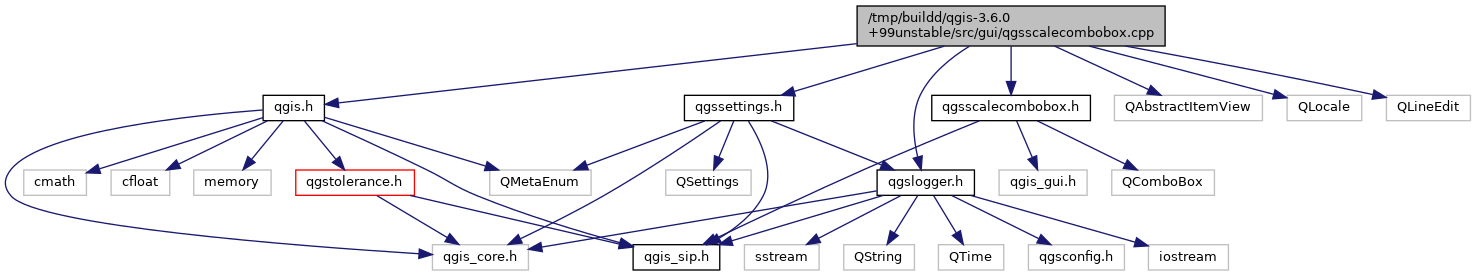 /tmp/buildd/qgis-3.6.0
+99unstable/src/gui/qgsscalecombobox.cpp
qgis.h
qgssettings.h
qgsscalecombobox.h
QAbstractItemView
QLocale
QLineEdit
cmath
cfloat
memory
qgstolerance.h
QMetaEnum
QSettings
qgslogger.h
qgis_gui.h
QComboBox
qgis_core.h
qgis_sip.h
sstream
QString
QTime
qgsconfig.h
iostream